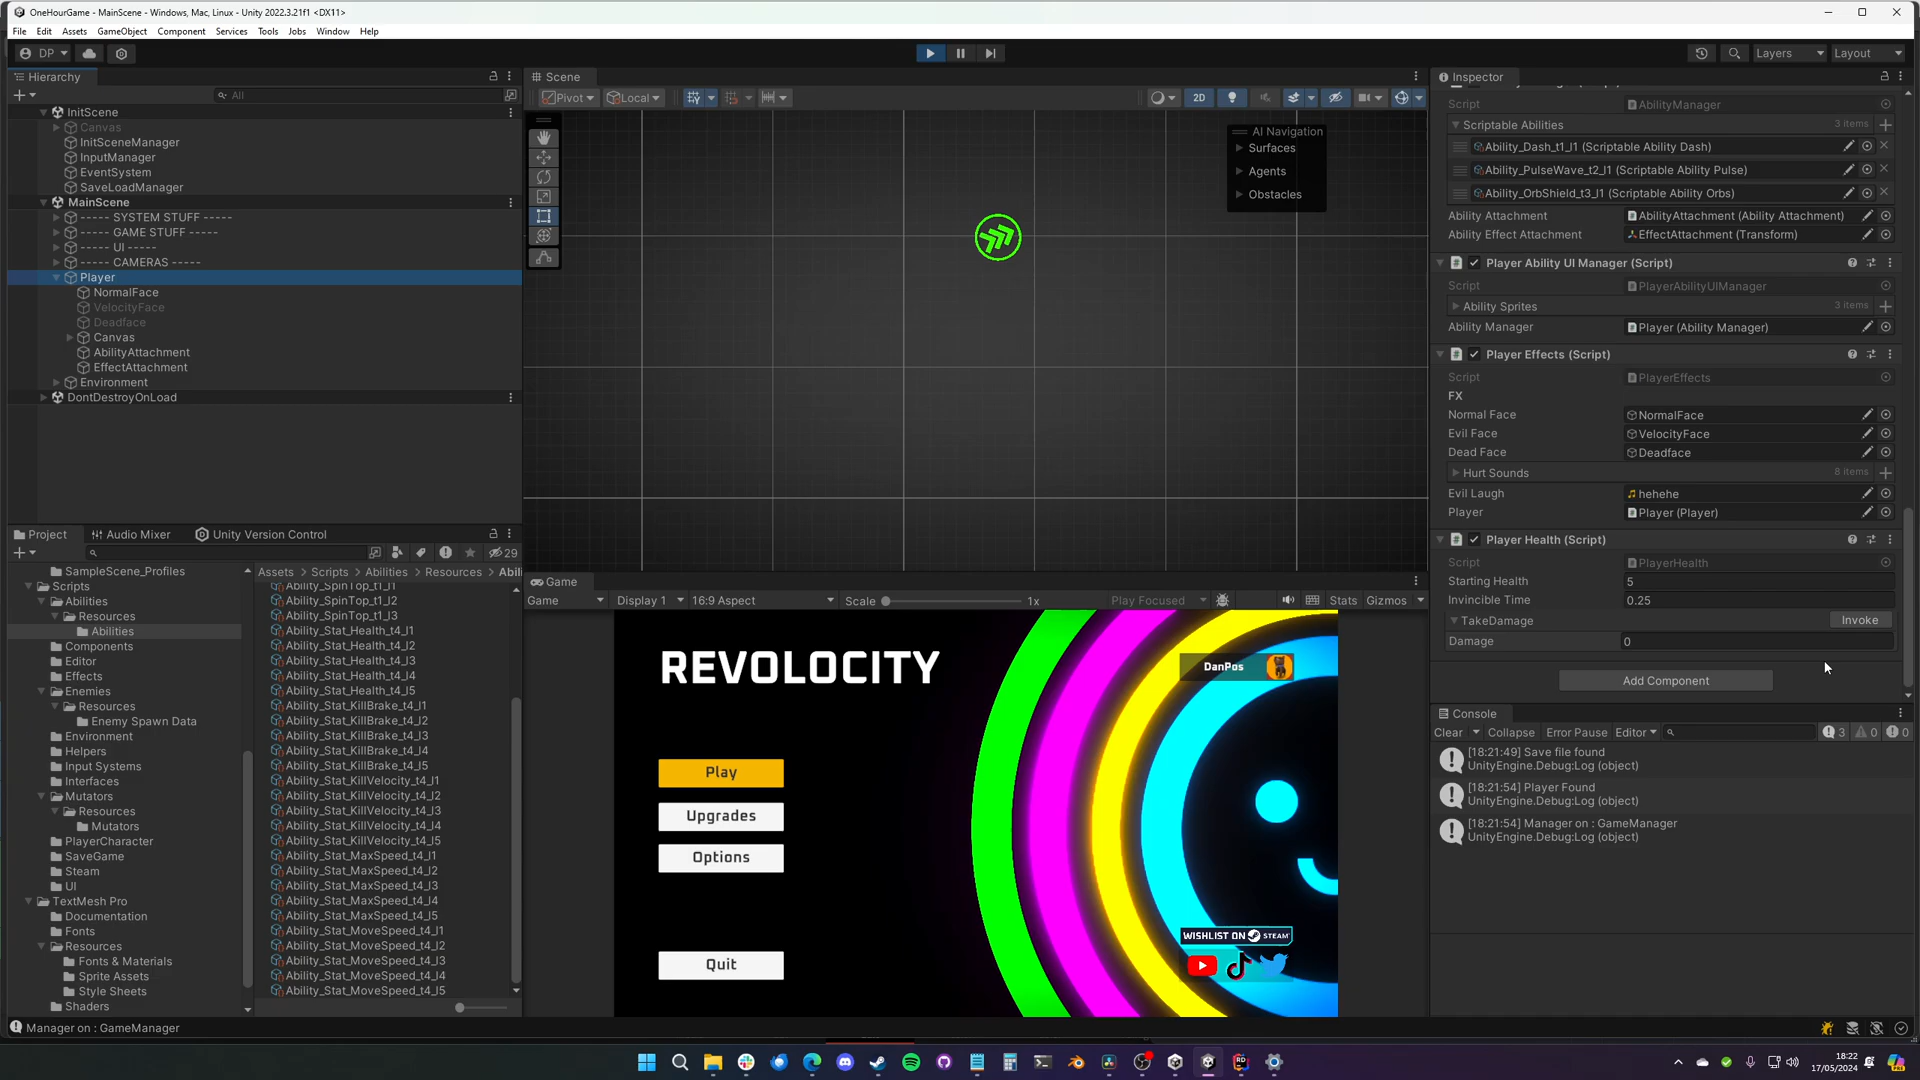 OneHourGame - MainScene - Windows, Mac, Linux - Unity 2022.3.21f1 <DX11>
File Edit Assets GameObject Component Services Tools Jobs Window Help
DP Layers Layout
Hierarchy
All
InitScene
Canvas
InitSceneManager
InputManager
EventSystem
SaveLoadManager
MainScene
----- SYSTEM STUFF -----
----- GAME STUFF -----
----- UI -----
----- CAMERAS -----
Player
NormalFace
VelocityFace
Deadface
Canvas
AbilityAttachment
EffectAttachment
Environment
DontDestroyOnLoad
Scene
Pivot Local 2D
AI Navigation
Surfaces
Agents
Obstacles
Inspector
Script AbilityManager
Scriptable Abilities 3 items
Ability_Dash_t1_l1 (Scriptable Ability Dash)
Ability_PulseWave_t2_l1 (Scriptable Ability Pulse)
Ability_OrbShield_t3_l1 (Scriptable Ability Orbs)
Ability Attachment AbilityAttachment (Ability Attachment)
Ability Effect Attachment EffectAttachment (Transform)
Player Ability UI Manager (Script)
Script PlayerAbilityUIManager
Ability Sprites 3 items
Ability Manager Player (Ability Manager)
Player Effects (Script)
Script PlayerEffects
FX
Normal Face NormalFace
Evil Face VelocityFace
Dead Face Deadface
Hurt Sounds 8 items
Evil Laugh hehehe
Player Player (Player)
Player Health (Script)
Script PlayerHealth
Starting Health 5
Invincible Time 0.25
TakeDamage Invoke
Damage 0
Add Component
Project Audio Mixer Unity Version Control
29
SampleScene_Profiles
Scripts
Abilities
Resources
Abilities
Components
Editor
Effects
Enemies
Resources
Enemy Spawn Data
Environment
Helpers
Input Systems
Interfaces
Mutators
Resources
Mutators
PlayerCharacter
SaveGame
Steam
UI
TextMesh Pro
Documentation
Fonts
Resources
Fonts & Materials
Sprite Assets
Style Sheets
Shaders
Assets Scripts Abilities Resources Abili
Ability_SpinTop_t1_l1
Ability_SpinTop_t1_l2
Ability_SpinTop_t1_l3
Ability_Stat_Health_t4_l1
Ability_Stat_Health_t4_l2
Ability_Stat_Health_t4_l3
Ability_Stat_Health_t4_l4
Ability_Stat_Health_t4_l5
Ability_Stat_KillBrake_t4_l1
Ability_Stat_KillBrake_t4_l2
Ability_Stat_KillBrake_t4_l3
Ability_Stat_KillBrake_t4_l4
Ability_Stat_KillBrake_t4_l5
Ability_Stat_KillVelocity_t4_l1
Ability_Stat_KillVelocity_t4_l2
Ability_Stat_KillVelocity_t4_l3
Ability_Stat_KillVelocity_t4_l4
Ability_Stat_KillVelocity_t4_l5
Ability_Stat_MaxSpeed_t4_l1
Ability_Stat_MaxSpeed_t4_l2
Ability_Stat_MaxSpeed_t4_l3
Ability_Stat_MaxSpeed_t4_l4
Ability_Stat_MaxSpeed_t4_l5
Ability_Stat_MoveSpeed_t4_l1
Ability_Stat_MoveSpeed_t4_l2
Ability_Stat_MoveSpeed_t4_l3
Ability_Stat_MoveSpeed_t4_l4
Ability_Stat_MoveSpeed_t4_l5
Game
Game Display 1 16:9 Aspect Scale 1x Play Focused Stats Gizmos
REVOLOCITY
DanPos
Play
Upgrades
Options
Quit
WISHLIST ON STEAM
Console
Clear Collapse Error Pause Editor 3 0 0
[18:21:49] Save file found
UnityEngine.Debug:Log (object)
[18:21:54] Player Found
UnityEngine.Debug:Log (object)
[18:21:54] Manager on : GameManager
UnityEngine.Debug:Log (object)
Manager on : GameManager
18:22
17/05/2024